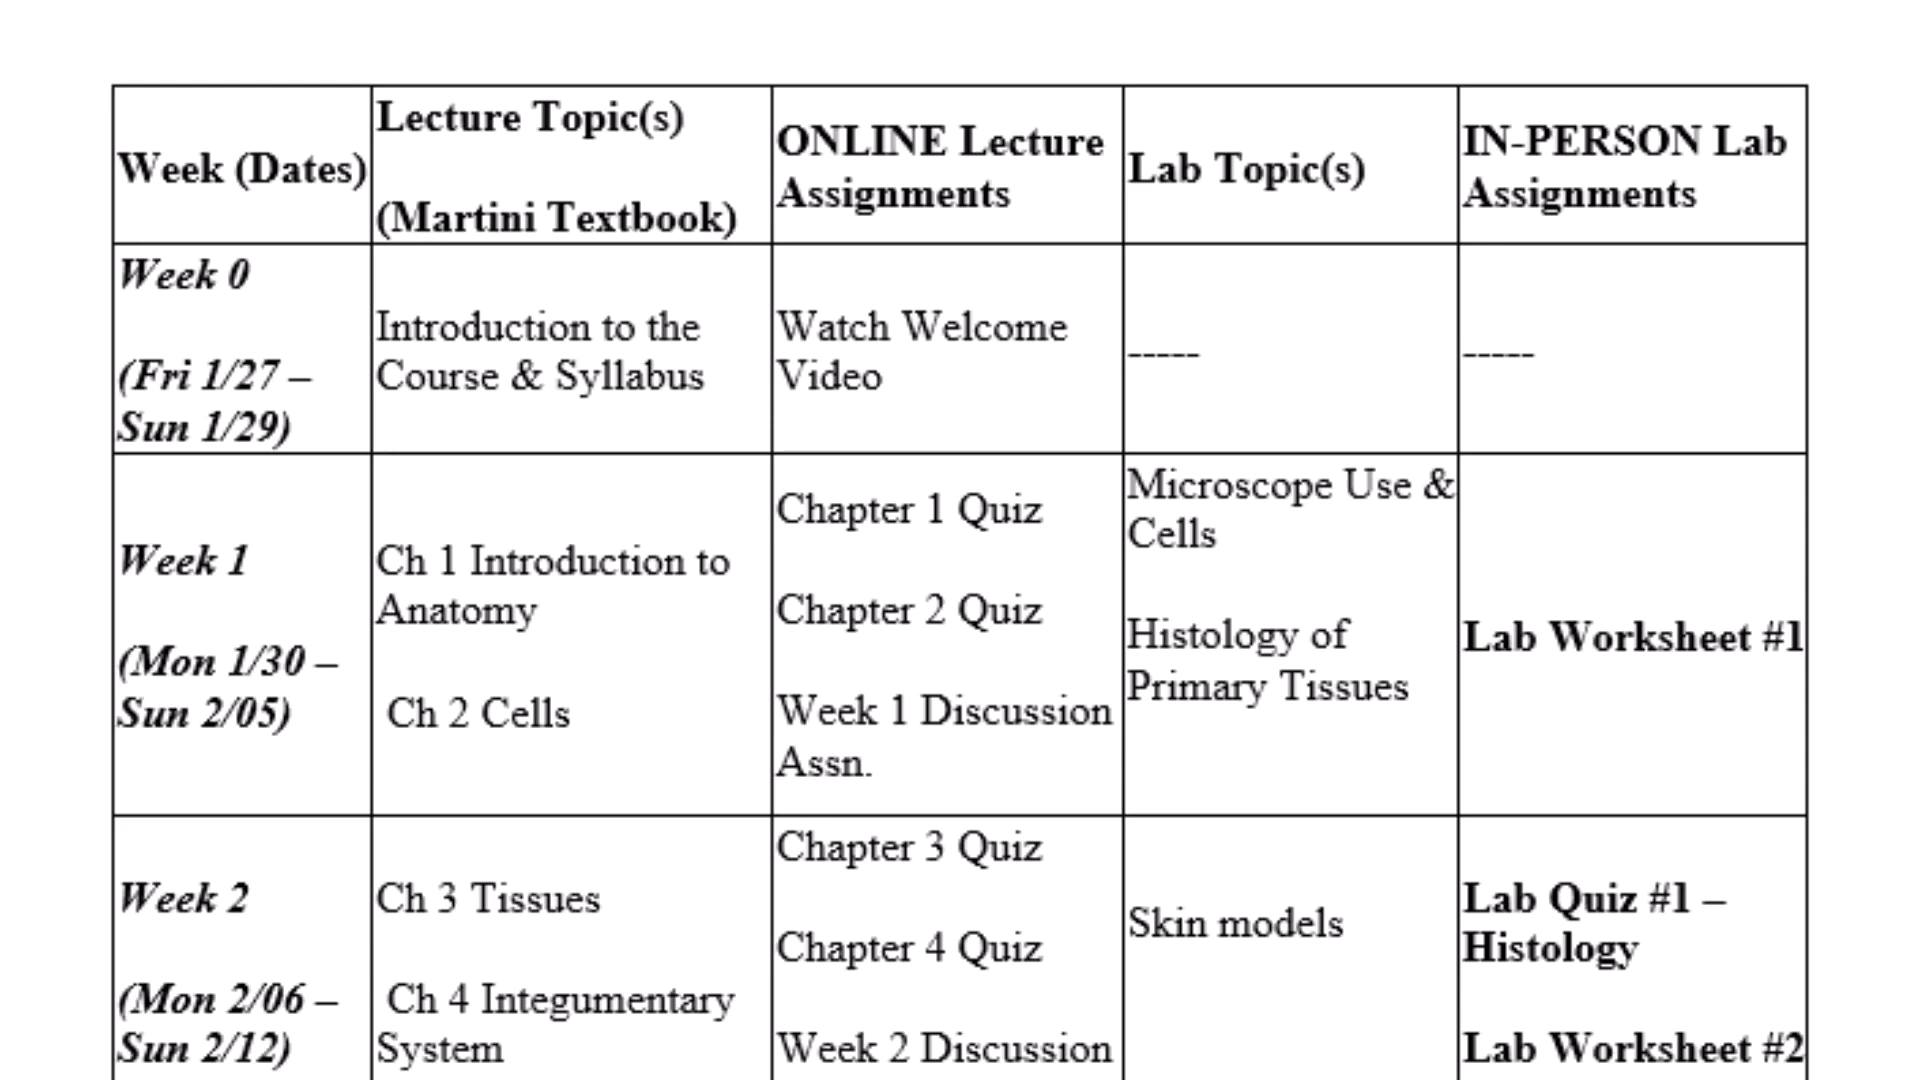 Week (Dates)
Lecture Topic(s)
(Martini Textbook)
ONLINE Lecture
Assignments
Lab Topic(s)
IN-PERSON Lab
Assignments
Week 0
(Fri 1/27 –
Sun 1/29)
Introduction to the
Course & Syllabus
Watch Welcome
Video
-----
-----
Week 1
(Mon 1/30 –
Sun 2/05)
Ch 1 Introduction to
Anatomy
Ch 2 Cells
Chapter 1 Quiz
Chapter 2 Quiz
Week 1 Discussion
Assn.
Microscope Use &
Cells
Histology of
Primary Tissues
Lab Worksheet #1
Week 2
(Mon 2/06 –
Sun 2/12)
Ch 3 Tissues
Ch 4 Integumentary
System
Chapter 3 Quiz
Chapter 4 Quiz
Week 2 Discussion
Skin models
Lab Quiz #1 –
Histology
Lab Worksheet #2